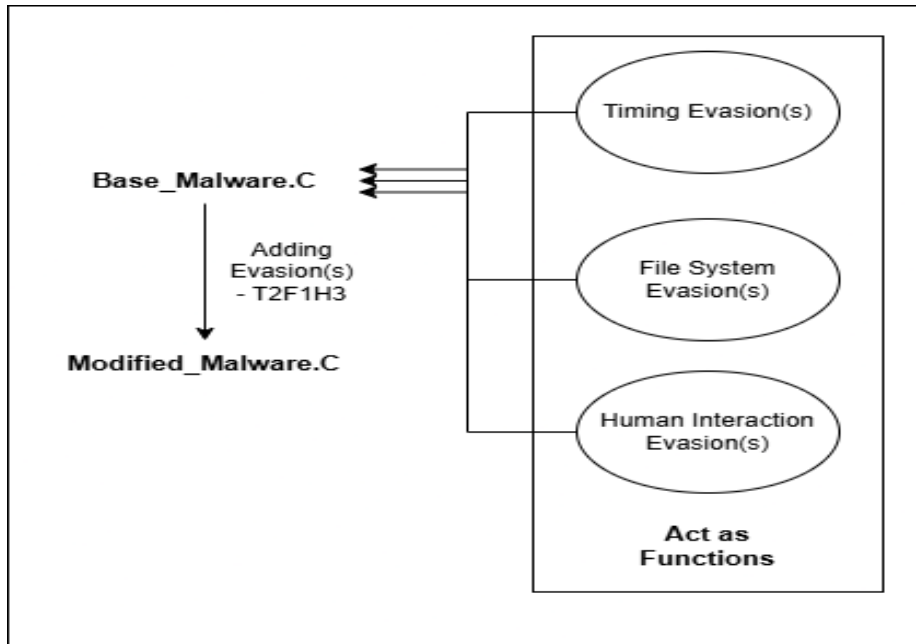 Base_Malware.C
Adding
Evasion(s)
- T2F1H3
Modified_Malware.C
Timing Evasion(s)
File System
Evasion(s)
Human Interaction
Evasion(s)
Act as
Functions